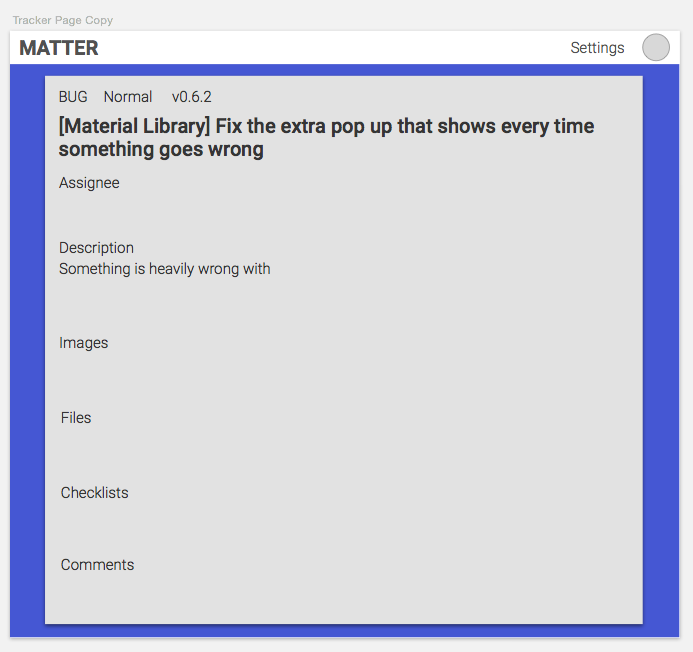 Tracker Page Copy
MATTER
Settings
BUG Normal v0.6.2
[Material Library] Fix the extra pop up that shows every time
something goes wrong
Assignee
Description
Something is heavily wrong with
Images
Files
Checklists
Comments